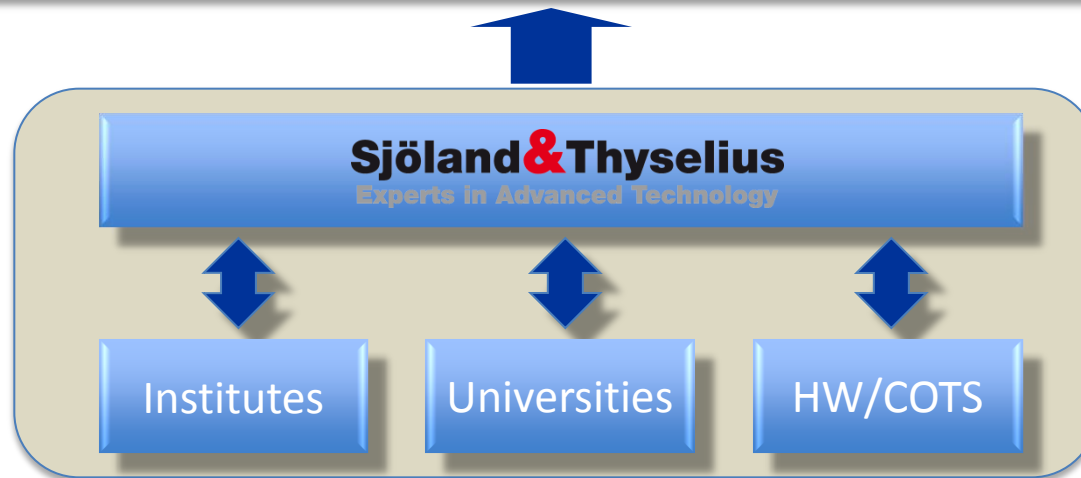 Sjöland&Thyselius
Experts in Advanced Technology
Institutes
Universities
HW/COTS